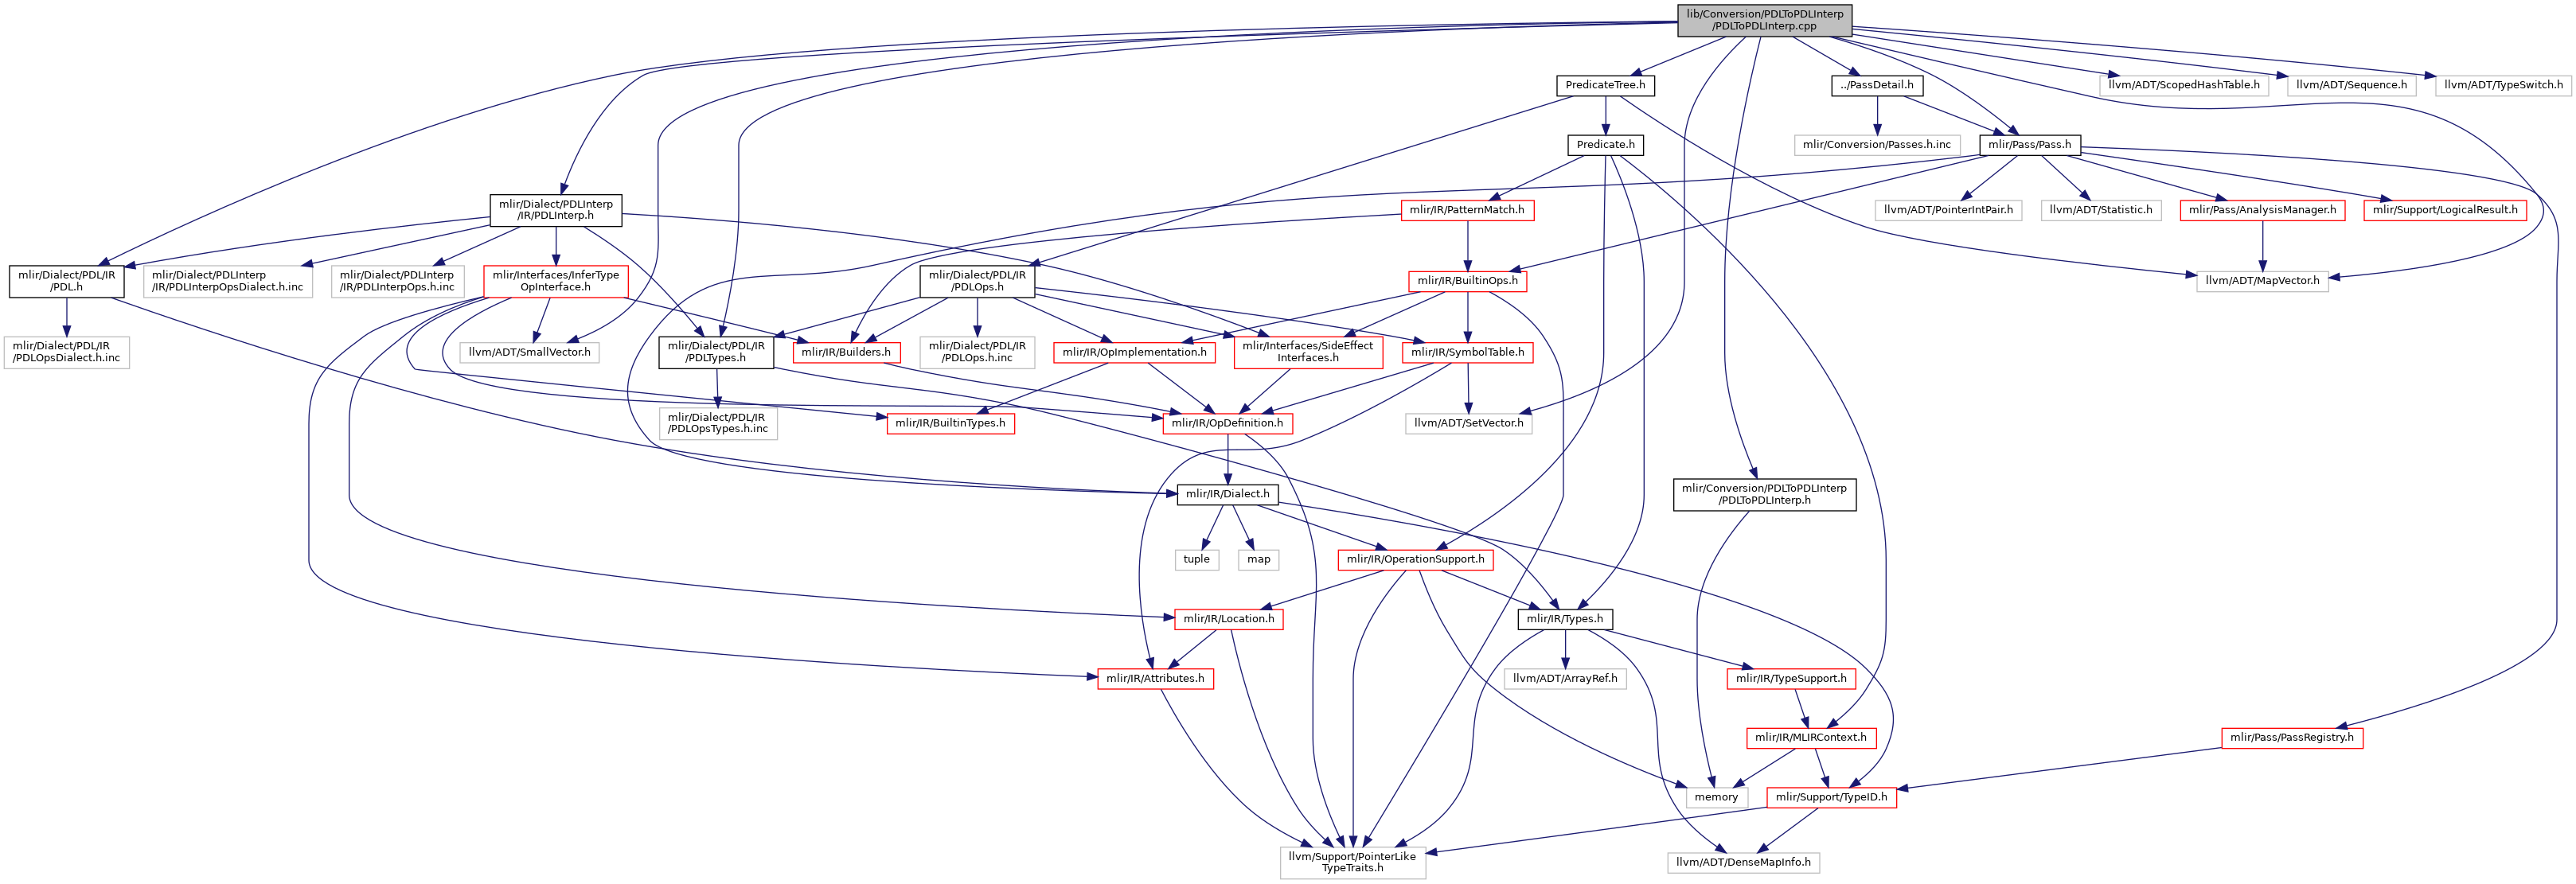 lib/Conversion/PDLToPDLInterp
/PDLToPDLInterp.cpp
PredicateTree.h
../PassDetail.h
llvm/ADT/ScopedHashTable.h
llvm/ADT/Sequence.h
llvm/ADT/TypeSwitch.h
Predicate.h
mlir/Conversion/Passes.h.inc
mlir/Pass/Pass.h
mlir/Dialect/PDLInterp
/IR/PDLInterp.h
mlir/IR/PatternMatch.h
llvm/ADT/PointerIntPair.h
llvm/ADT/Statistic.h
mlir/Pass/AnalysisManager.h
mlir/Support/LogicalResult.h
mlir/Dialect/PDL/IR
/PDL.h
mlir/Dialect/PDLInterp
/IR/PDLInterpOpsDialect.h.inc
mlir/Dialect/PDLInterp
/IR/PDLInterpOps.h.inc
mlir/Interfaces/InferType
OpInterface.h
mlir/Dialect/PDL/IR
/PDLOps.h
mlir/IR/BuiltinOps.h
llvm/ADT/MapVector.h
mlir/Dialect/PDL/IR
/PDLOpsDialect.h.inc
llvm/ADT/SmallVector.h
mlir/Dialect/PDL/IR
/PDLTypes.h
mlir/IR/Builders.h
mlir/Dialect/PDL/IR
/PDLOps.h.inc
mlir/IR/OpImplementation.h
mlir/Interfaces/SideEffect
Interfaces.h
mlir/IR/SymbolTable.h
mlir/Dialect/PDL/IR
/PDLOpsTypes.h.inc
mlir/IR/BuiltinTypes.h
mlir/IR/OpDefinition.h
llvm/ADT/SetVector.h
mlir/IR/Dialect.h
mlir/Conversion/PDLToPDLInterp
/PDLToPDLInterp.h
tuple
map
mlir/IR/OperationSupport.h
mlir/IR/Location.h
mlir/IR/Types.h
mlir/IR/Attributes.h
llvm/ADT/ArrayRef.h
mlir/IR/TypeSupport.h
mlir/IR/MLIRContext.h
mlir/Pass/PassRegistry.h
memory
mlir/Support/TypeID.h
llvm/Support/PointerLike
TypeTraits.h
llvm/ADT/DenseMapInfo.h